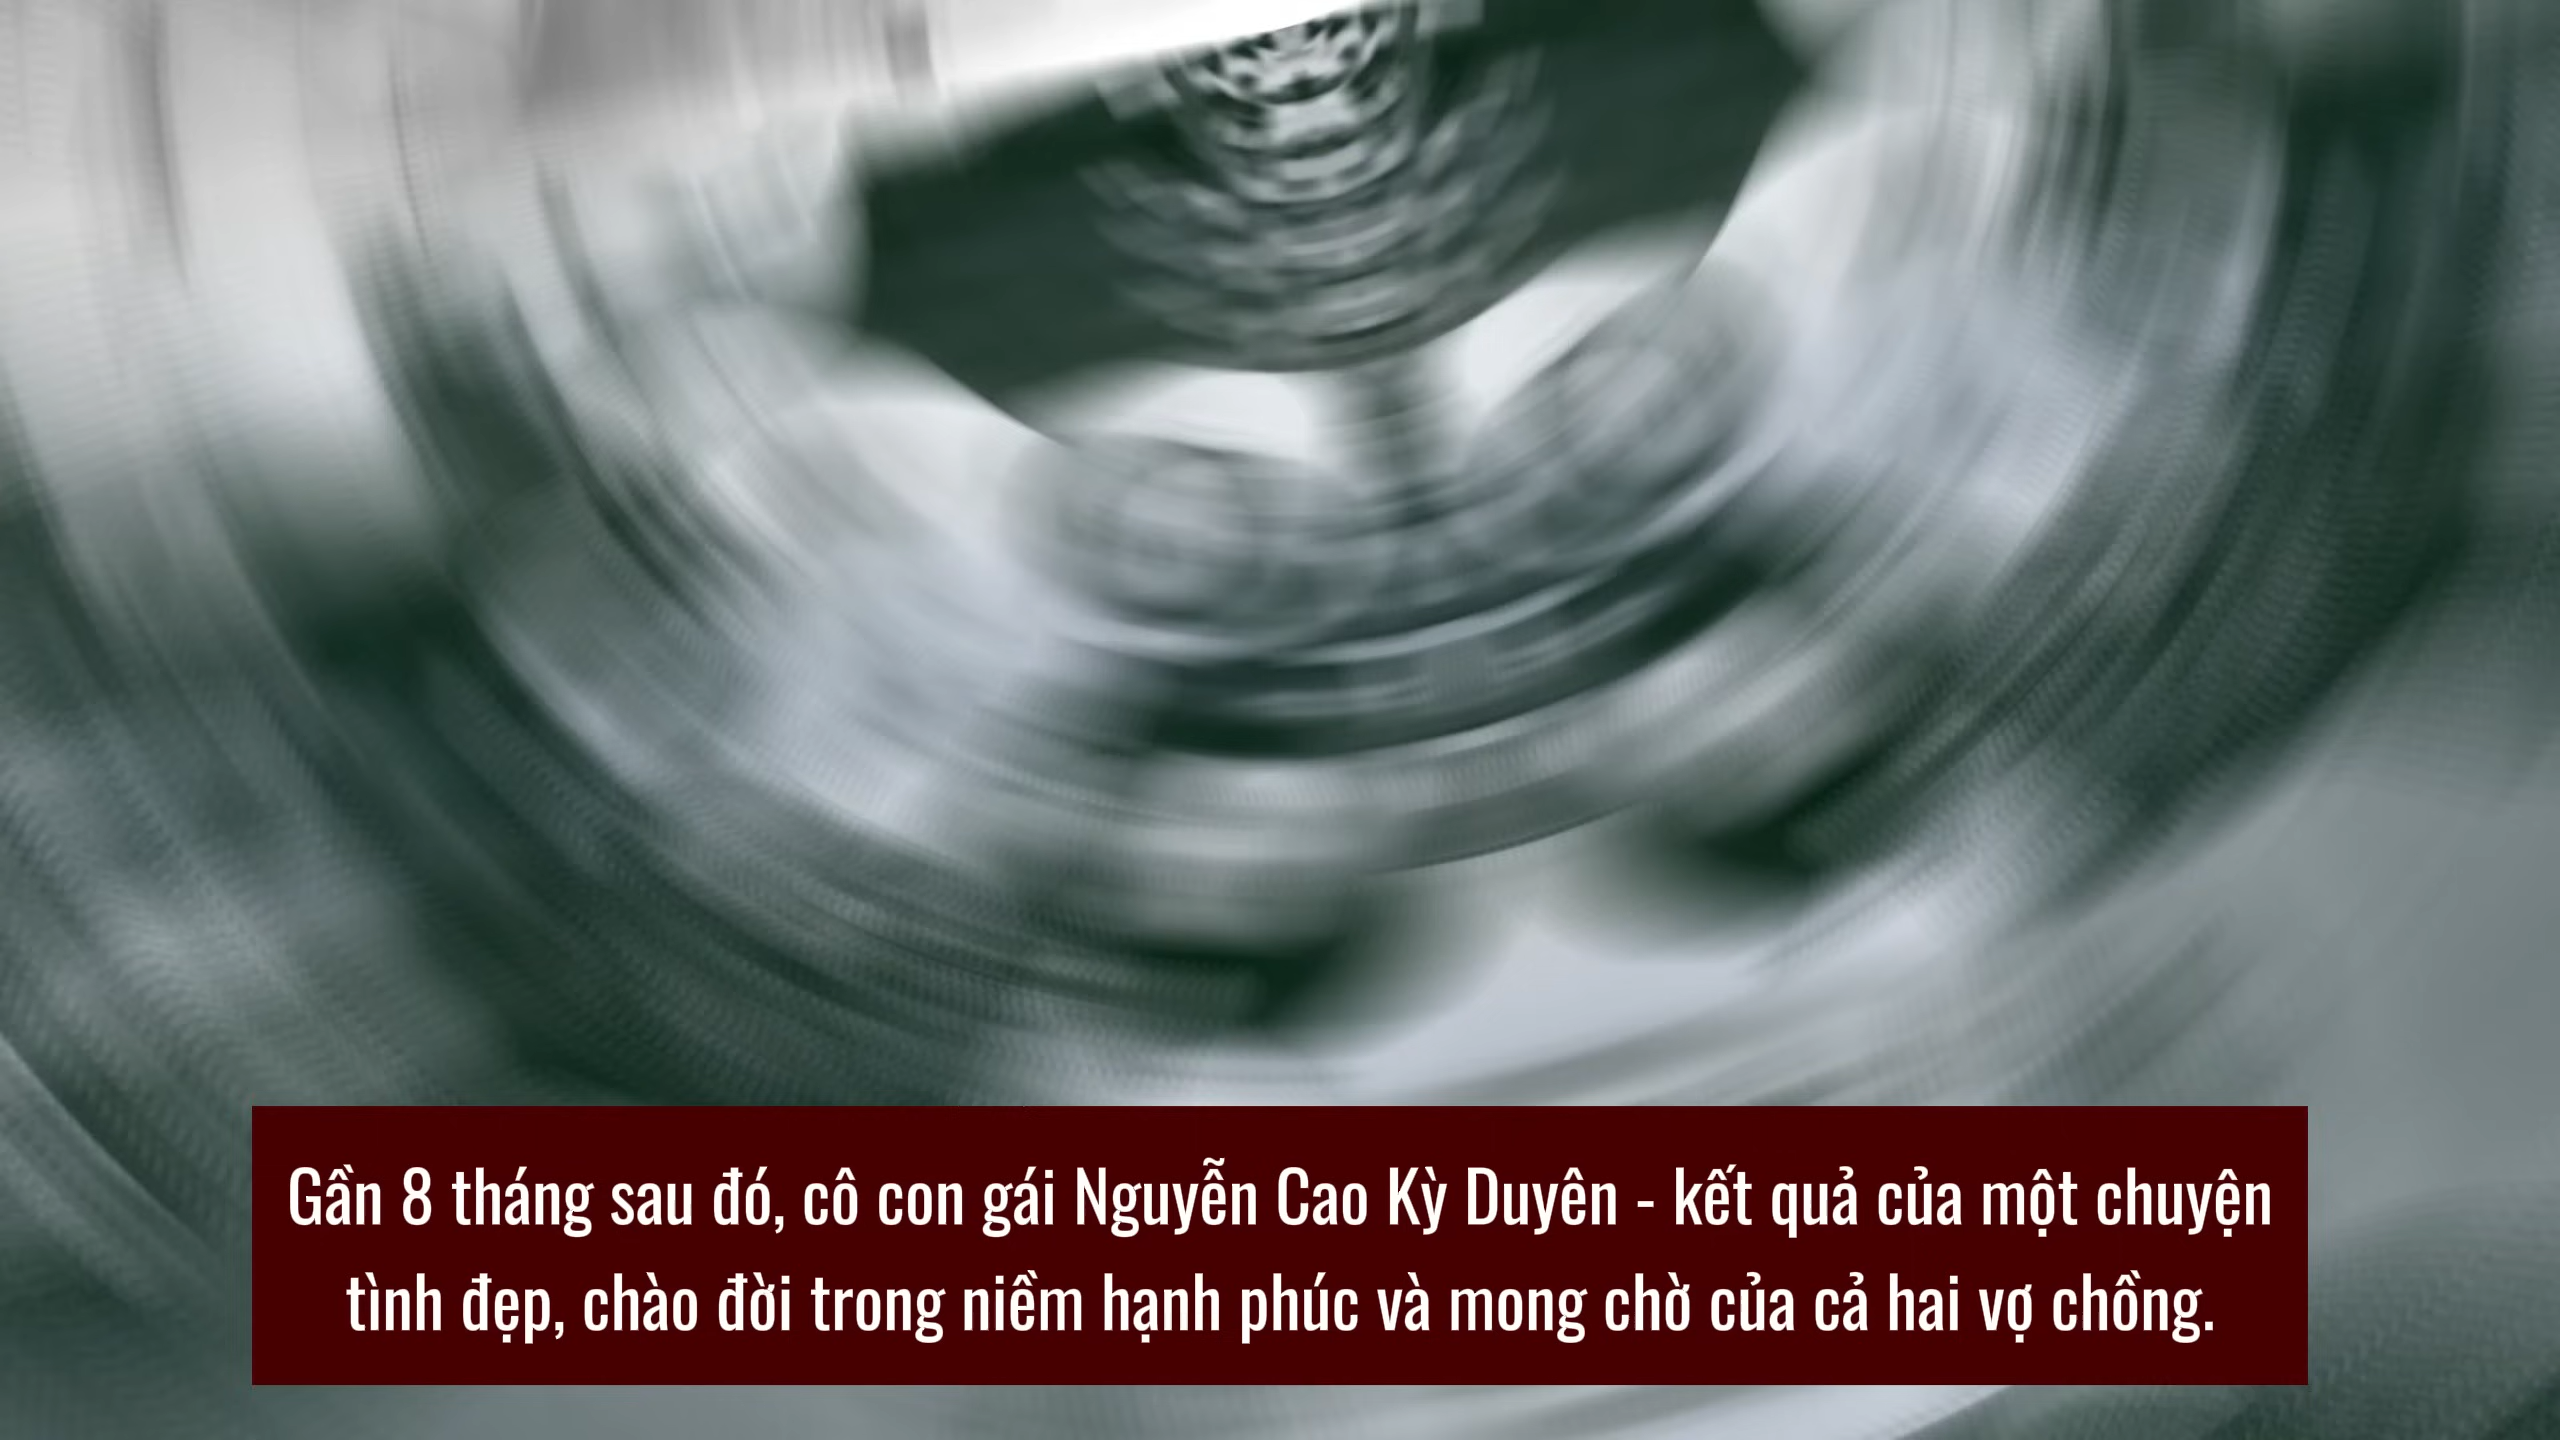 Gần 8 tháng sau đó, cô con gái Nguyễn Cao Kỳ Duyên - kết quả của một chuyện
tình đẹp, chào đời trong niềm hạnh phúc và mong chờ của cả hai vợ chồng.